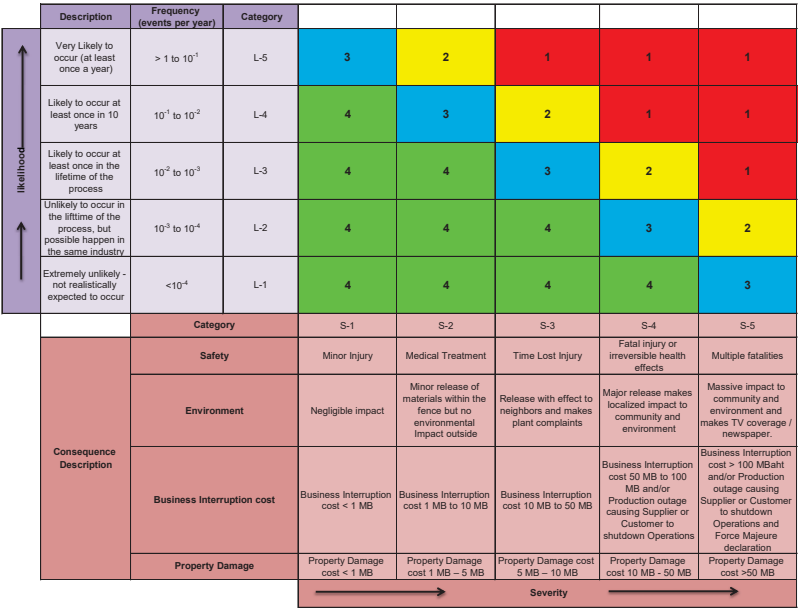 Description
Frequency
(events per year)
Category
likelihood
Very Likely to
occur (at least
once a year)
> 1 to 10⁻¹
L-5
3
2
1
1
1
Likely to occur at
least once in 10
years
10⁻¹ to 10⁻²
L-4
4
3
2
1
1
Likely to occur at
least once in the
lifetime of the
process
10⁻² to 10⁻³
L-3
4
4
3
2
1
Unlikely to occur in
the lifttime of the
process, but
possible happen in
the same industry
10⁻³ to 10⁻⁴
L-2
4
4
4
3
2
Extremely unlikely -
not realistically
expected to occur
<10⁻⁴
L-1
4
4
4
4
3
Category
S-1
S-2
S-3
S-4
S-5
Consequence
Description
Safety
Minor Injury
Medical Treatment
Time Lost Injury
Fatal injury or
irreversible health
effects
Multiple fatalities
Environment
Negligible impact
Minor release of
materials within the
fence but no
environmental
Impact outside
Release with effect to
neighbors and makes
plant complaints
Major release makes
localized impact to
community and
environment
Massive impact to
community and
environment and
makes TV coverage /
newspaper.
Business Interruption cost
Business Interruption
cost < 1 MB
Business Interruption
cost 1 MB to 10 MB
Business Interruption
cost 10 MB to 50 MB
Business Interruption
cost 50 MB to 100
MB and/or
Production outage
causing Supplier or
Customer to
shutdown Operations
Business Interruption
cost > 100 MBaht
and/or Production
outage causing
Supplier or Customer
to shutdown
Operations and
Force Majeure
declaration
Property Damage
Property Damage
cost < 1 MB
Property Damage
cost 1 MB – 5 MB
Property Damage cost
5 MB – 10 MB
Property Damage
cost 10 MB - 50 MB
Property Damage
cost >50 MB
Severity